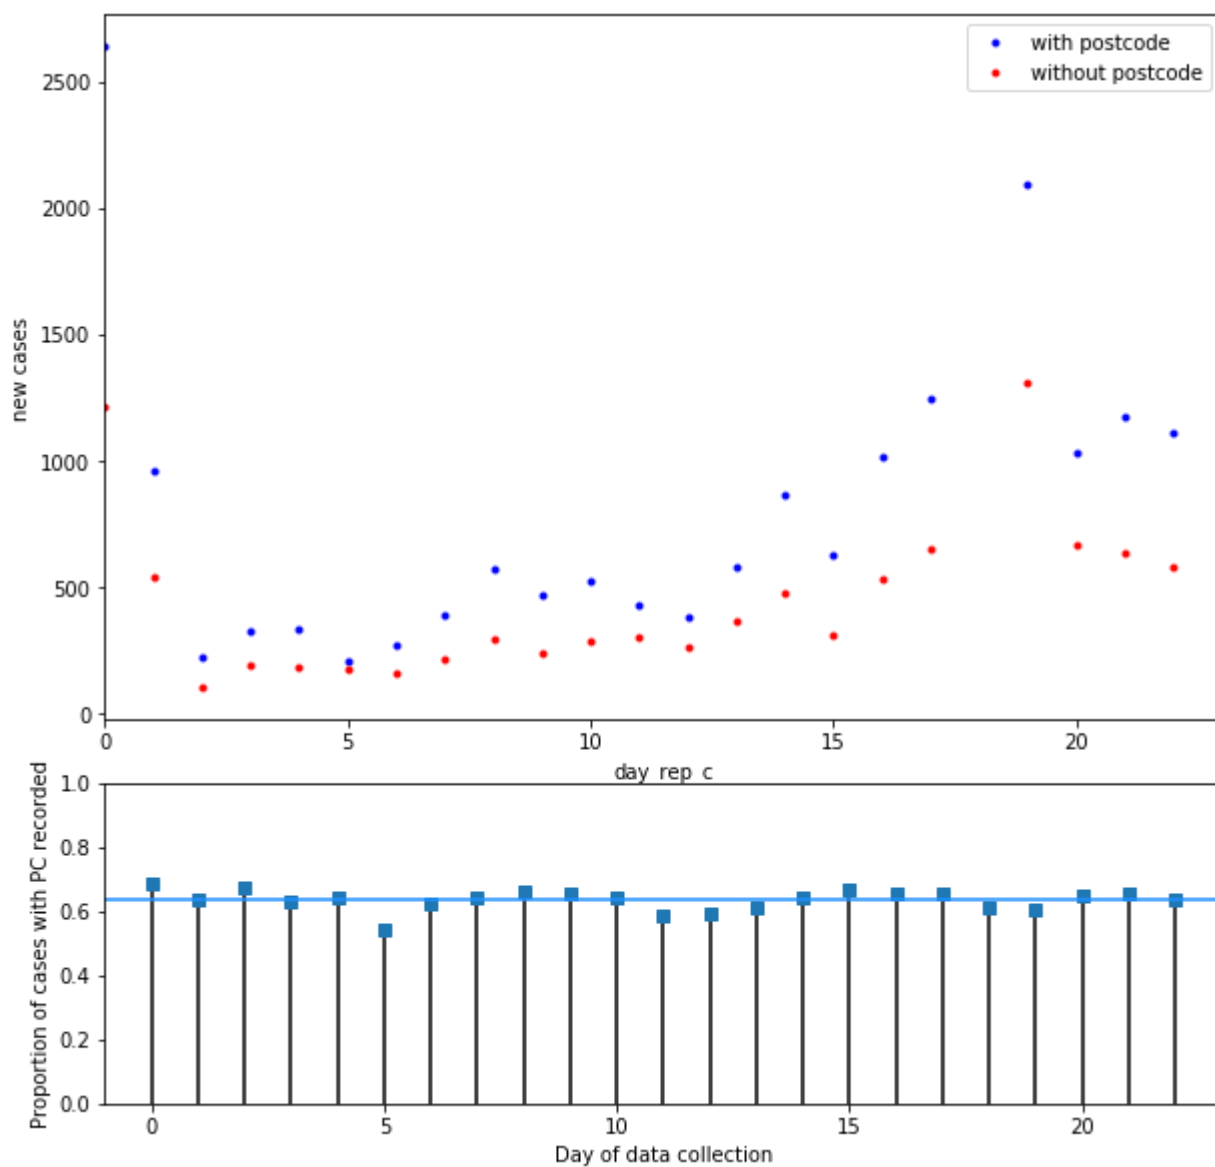 with postcode
without postcode
2500
2000
1500
1000
500
0
new cases
0 5 10 15 20
day_rep_c
1.0
0.8
0.6
0.4
0.2
0.0
Proportion of cases with PC recorded
0 5 10 15 20
Day of data collection